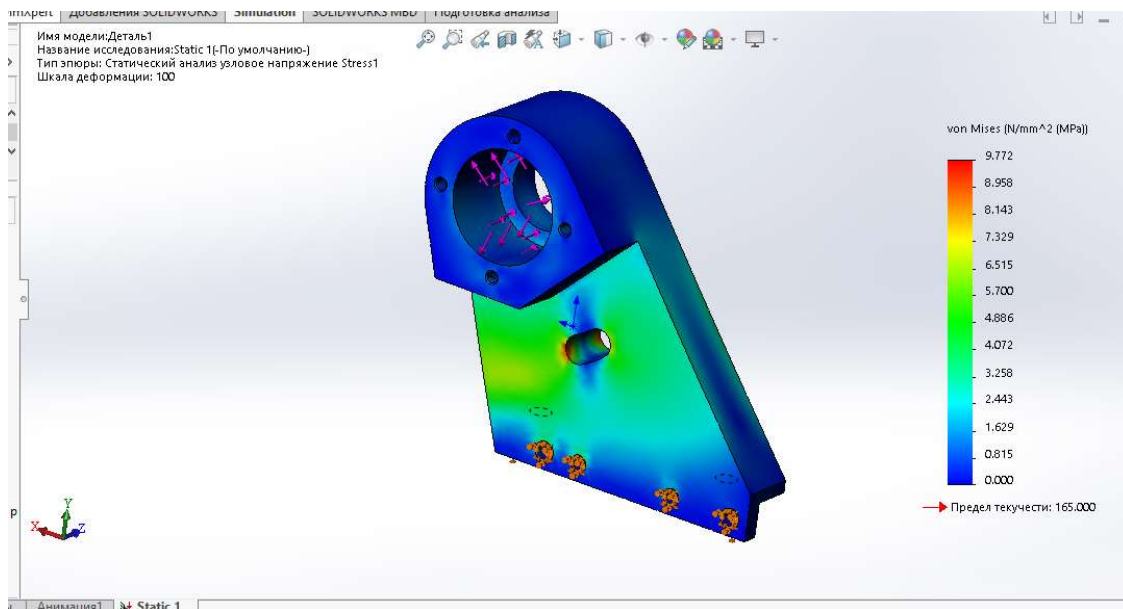 Добавления SOLIDWORKS Simulation SOLIDWORKS MBD Подготовка анализа
Имя модели:Деталь1
Название исследования:Static 1(-По умолчанию-)
Тип эпюры: Статический анализ узловое напряжение Stress1
Шкала деформации: 100
von Mises (N/mm^2 (MPa))
9.772
8.958
8.143
7.329
6.515
5.700
4.886
4.072
3.258
2.443
1.629
0.815
0.000
Предел текучести: 165.000
Y
X
Z
Анимация1 Static 1